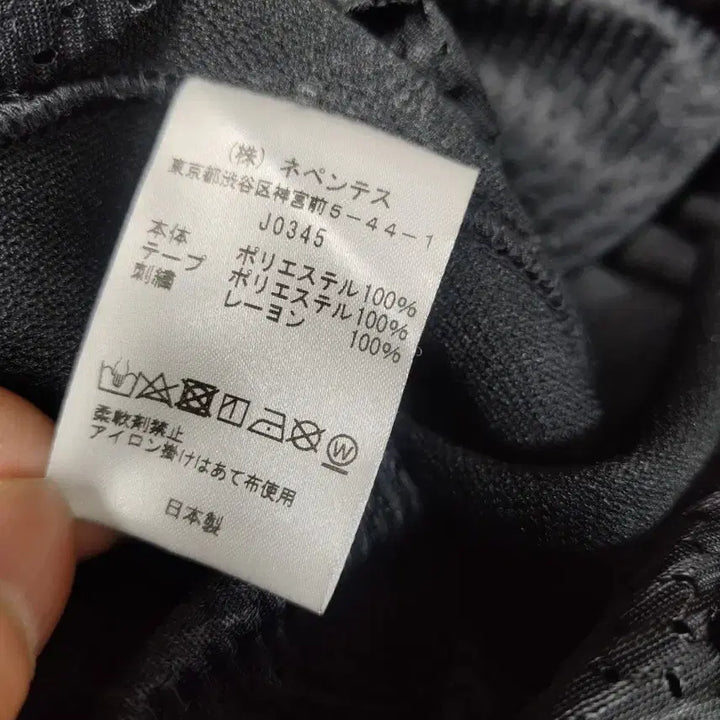 (株) ネペンテス
東京都渋谷区神宮前5-44-1
J0345
本体 ポリエステル100%
テープ ポリエステル100%
刺繍 レーヨン 100%
W
柔軟剤禁止
アイロン掛けはあて布使用
日本製